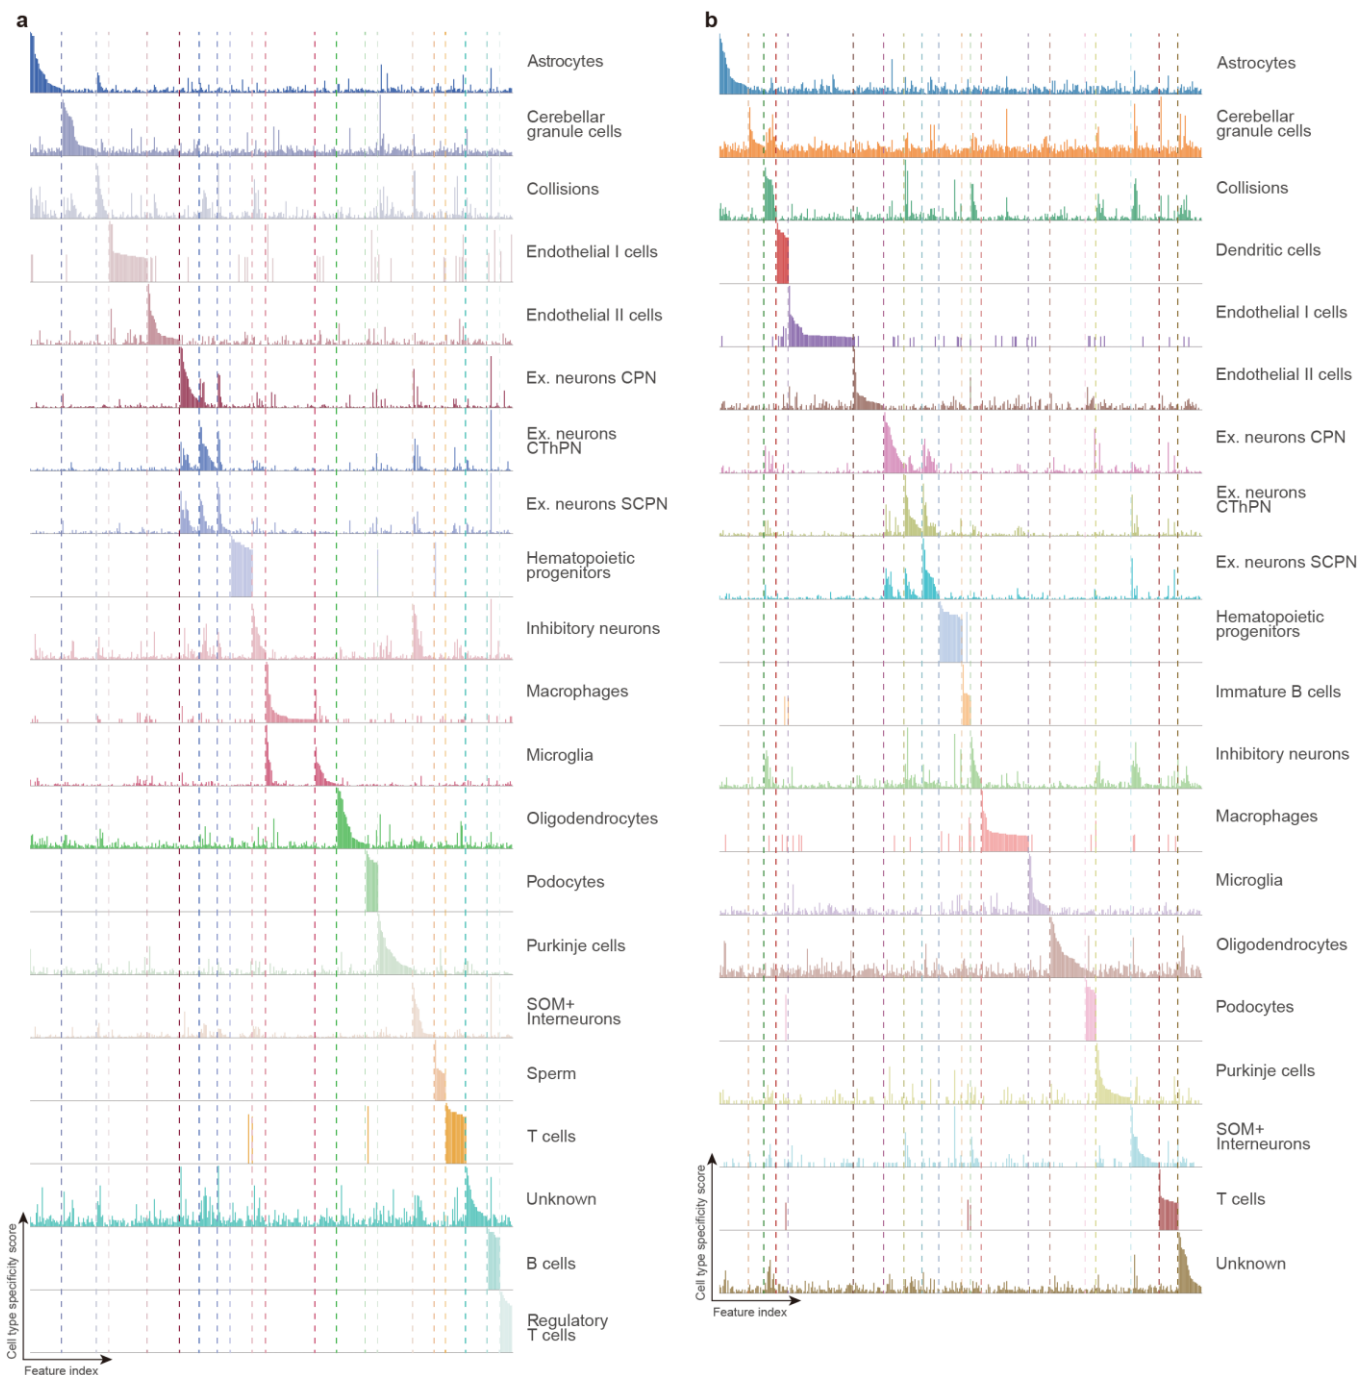 a
Astrocytes
Cerebellar
granule cells
Collisions
Endothelial I cells
Endothelial II cells
Ex. neurons CPN
Ex. neurons
CThPN
Ex. neurons SCPN
Hematopoietic
progenitors
Inhibitory neurons
Macrophages
Microglia
Oligodendrocytes
Podocytes
Purkinje cells
SOM+
Interneurons
Sperm
T cells
Unknown
B cells
Regulatory
T cells
Cell type specificity score
Feature index
b
Astrocytes
Cerebellar
granule cells
Collisions
Dendritic cells
Endothelial I cells
Endothelial II cells
Ex. neurons CPN
Ex. neurons
CThPN
Ex. neurons SCPN
Hematopoietic
progenitors
Immature B cells
Inhibitory neurons
Macrophages
Microglia
Oligodendrocytes
Podocytes
Purkinje cells
SOM+
Interneurons
T cells
Unknown
Cell type specificity score
Feature index